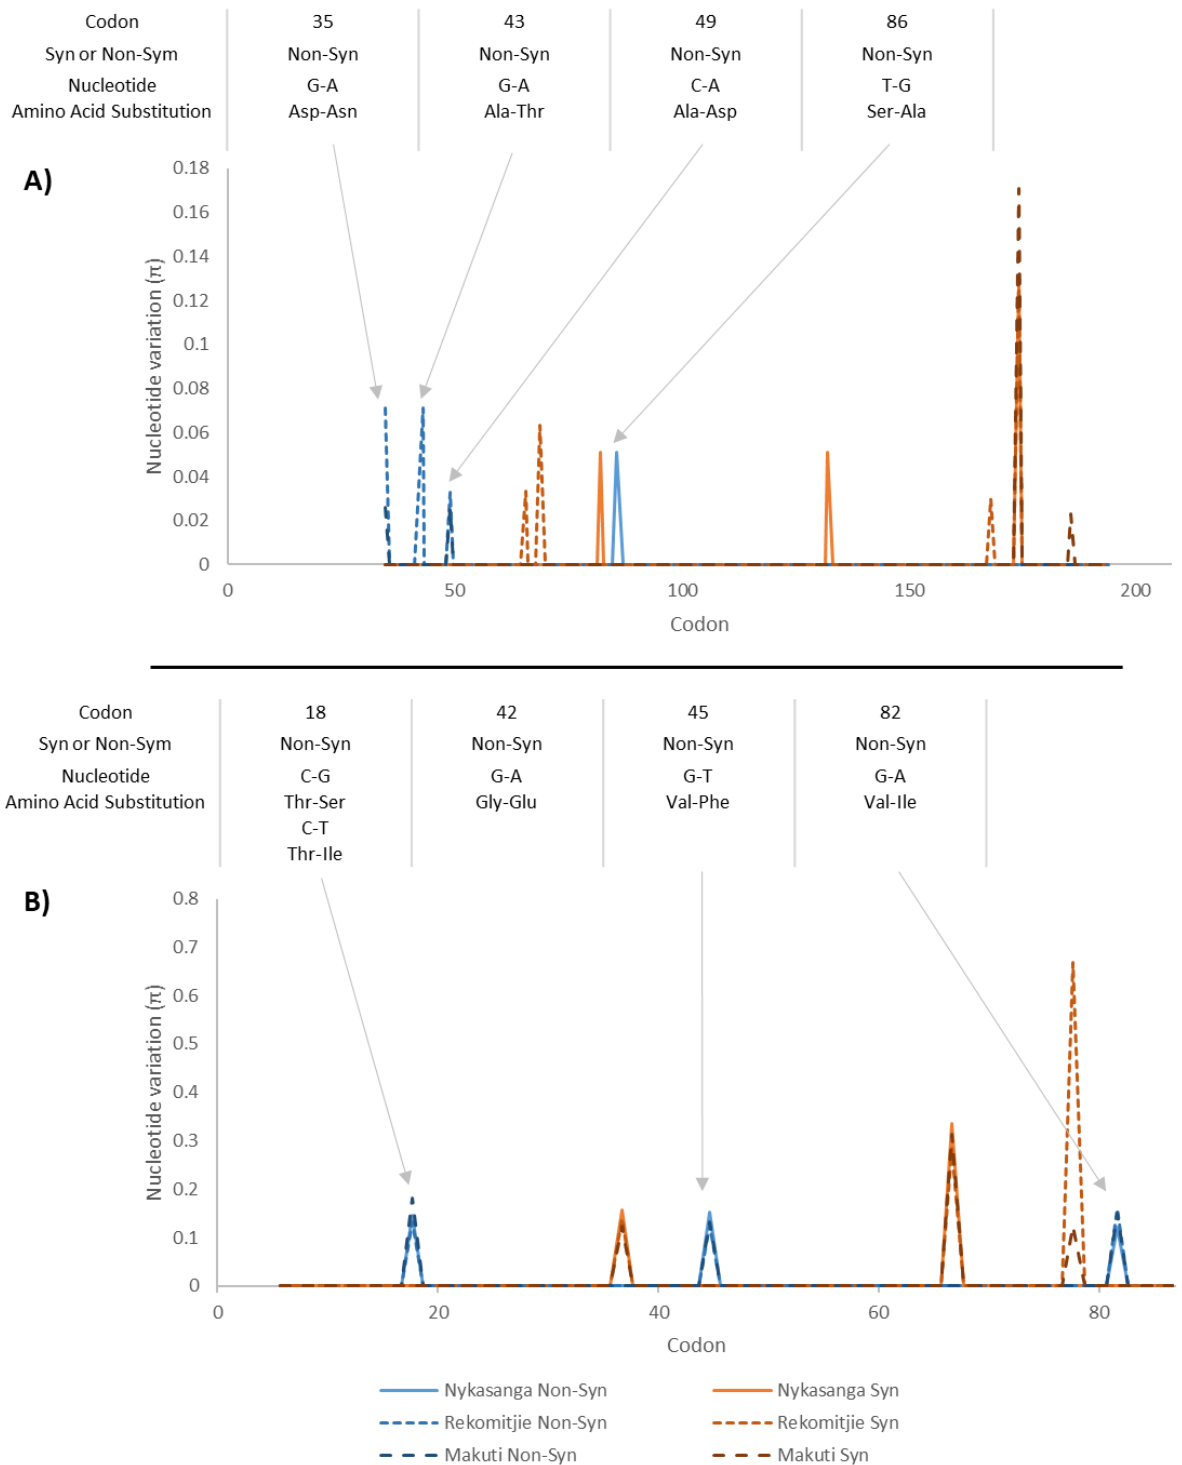 Codon 35 43 49 86
Syn or Non-Sym Non-Syn Non-Syn Non-Syn Non-Syn
Nucleotide G-A G-A C-A T-G
Amino Acid Substitution Asp-Asn Ala-Thr Ala-Asp Ser-Ala
A)
Nucleotide variation (π)
0.18
0.16
0.14
0.12
0.1
0.08
0.06
0.04
0.02
0
0 50 100 150 200
Codon
Codon 18 42 45 82
Syn or Non-Sym Non-Syn Non-Syn Non-Syn Non-Syn
Nucleotide C-G G-A G-T G-A
Amino Acid Substitution Thr-Ser Gly-Glu Val-Phe Val-Ile
C-T
Thr-Ile
B)
Nucleotide variation (π)
0.8
0.7
0.6
0.5
0.4
0.3
0.2
0.1
0
0 20 40 60 80
Codon
Nykasanga Non-Syn Nykasanga Syn
Rekomitjie Non-Syn Rekomitjie Syn
Makuti Non-Syn Makuti Syn